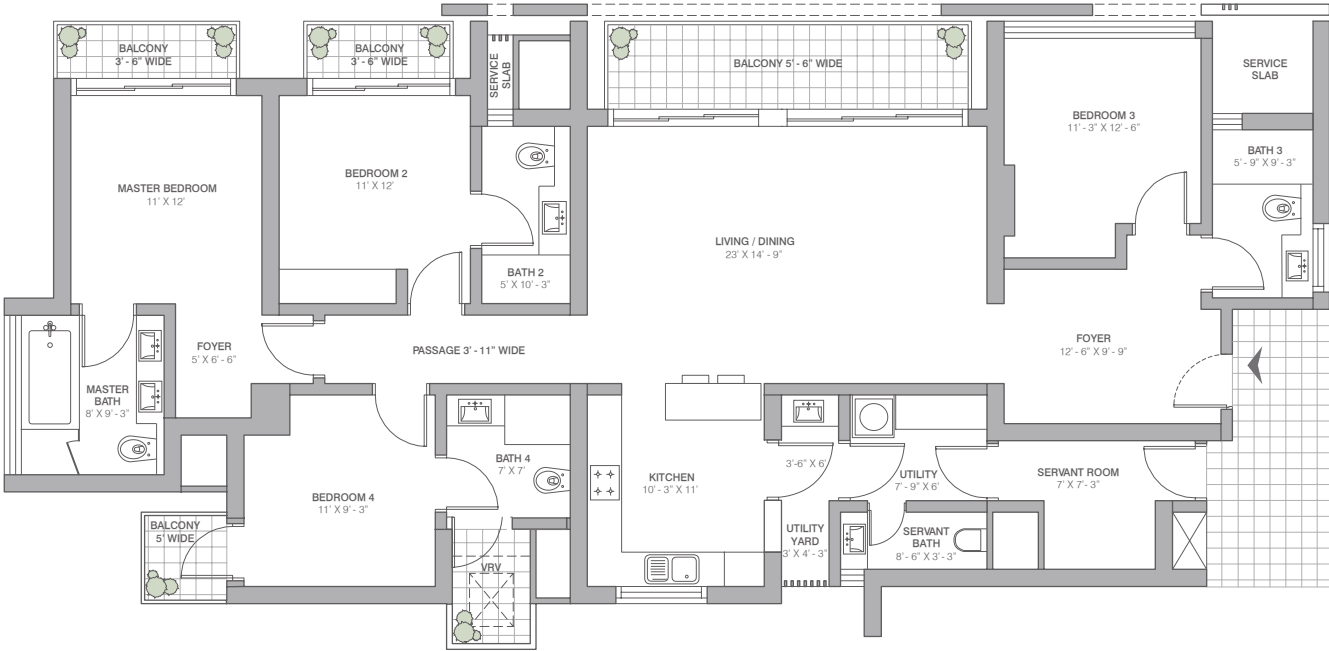 BALCONY
3' - 6" WIDE
BALCONY
3' - 6" WIDE
SERVICE
SLAB
BALCONY 5' - 6" WIDE
SERVICE
SLAB
BEDROOM 3
11' - 3" X 12' - 6"
BATH 3
5' - 9" X 9' - 3"
MASTER BEDROOM
11' X 12'
BEDROOM 2
11' X 12'
LIVING / DINING
23' X 14' - 9"
BATH 2
5' X 10' - 3"
FOYER
5' X 6' - 6"
PASSAGE 3' - 11" WIDE
FOYER
12' - 6" X 9' - 9"
MASTER
BATH
8' X 9' - 3"
BATH 4
7' X 7'
3'-6" X 6'
KITCHEN
10' - 3" X 11'
UTILITY
7' - 9" X 6'
SERVANT ROOM
7' X 7' - 3"
BEDROOM 4
11' X 9' - 3"
BALCONY
5' WIDE
UTILITY
YARD
3' X 4' - 3"
SERVANT
BATH
8' - 6" X 3' - 3"
VRV